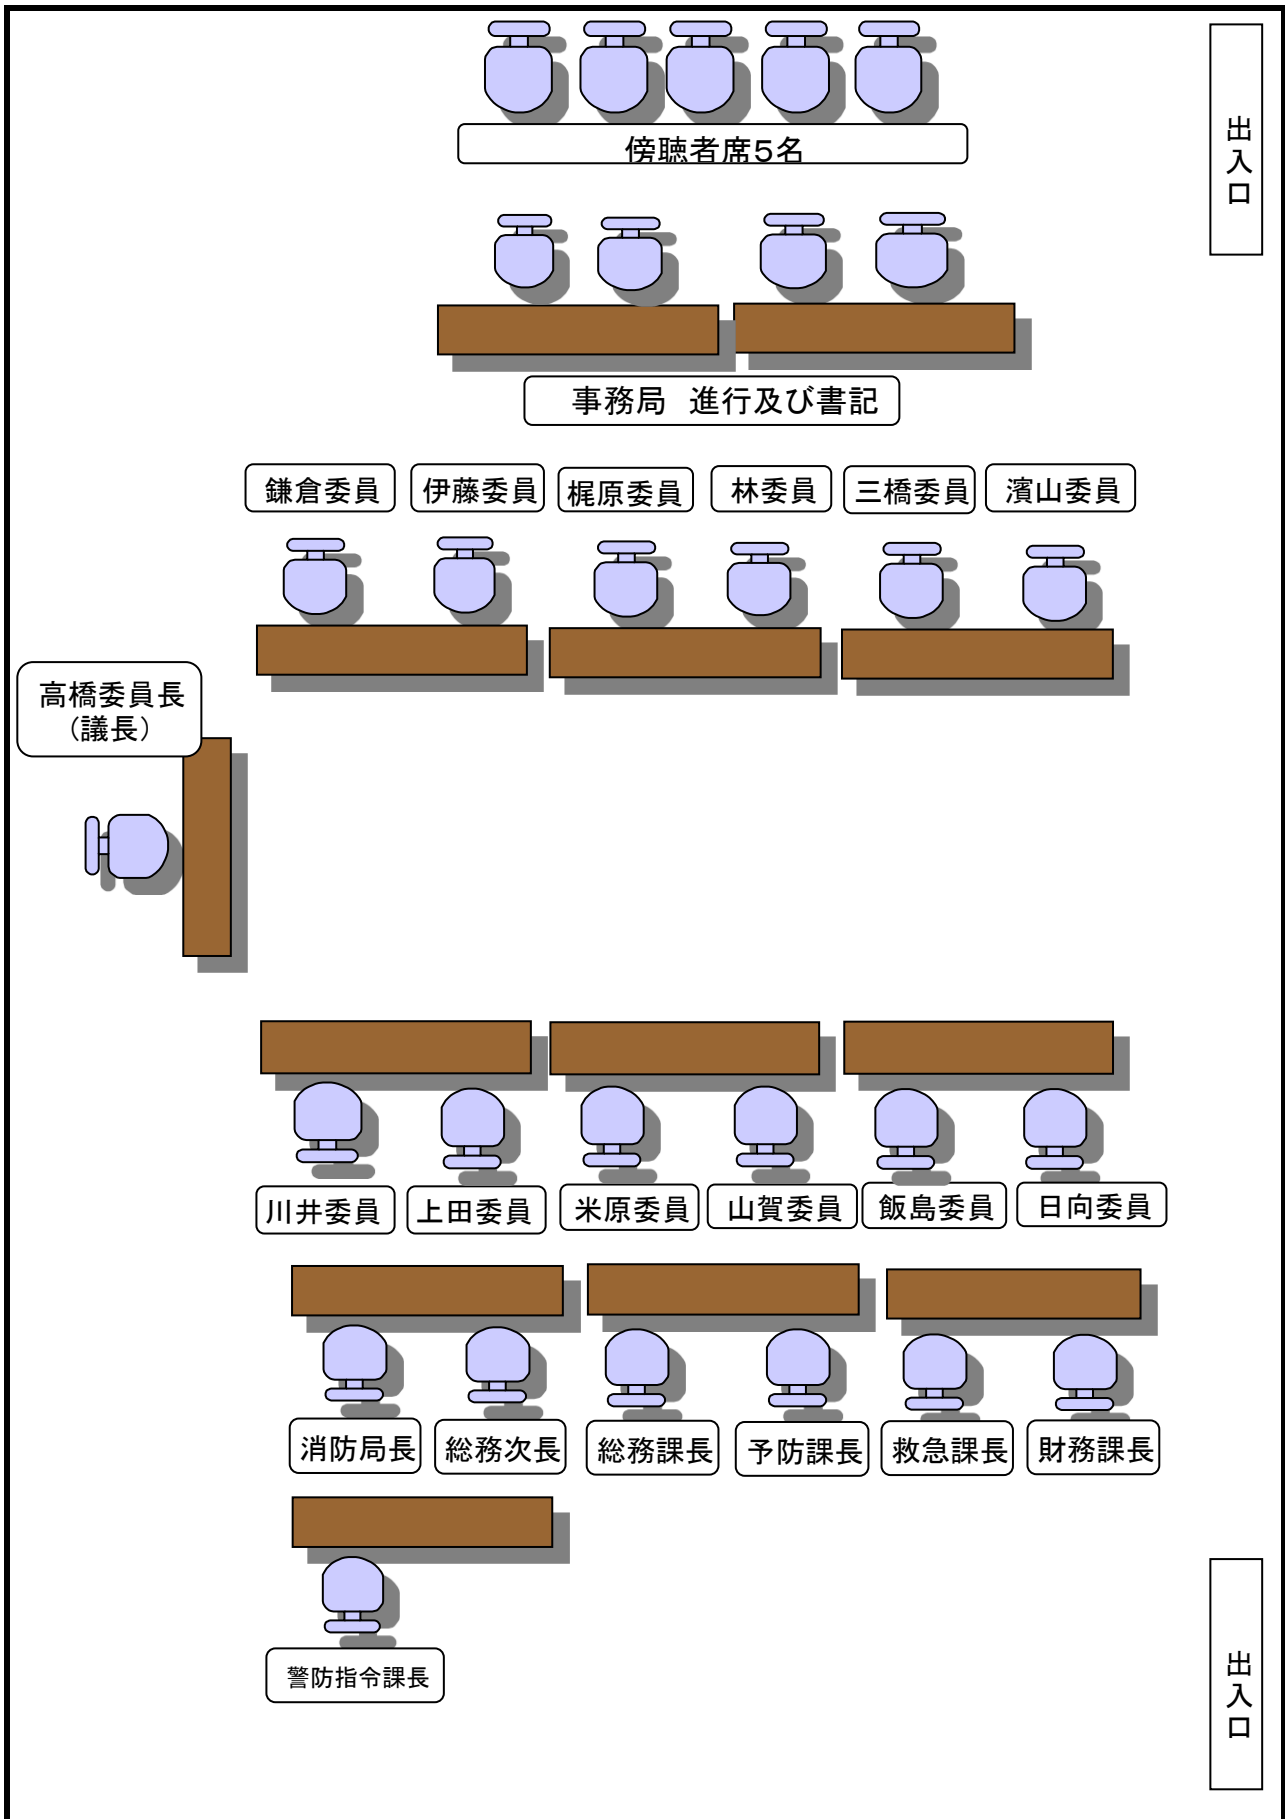 出入口
傍聴者席5名
事務局　進行及び書記
鎌倉委員
伊藤委員
梶原委員
林委員
三橋委員
濱山委員
高橋委員長
（議長）
川井委員
上田委員
米原委員
山賀委員
飯島委員
日向委員
消防局長
総務次長
総務課長
予防課長
救急課長
財務課長
警防指令課長
出入口